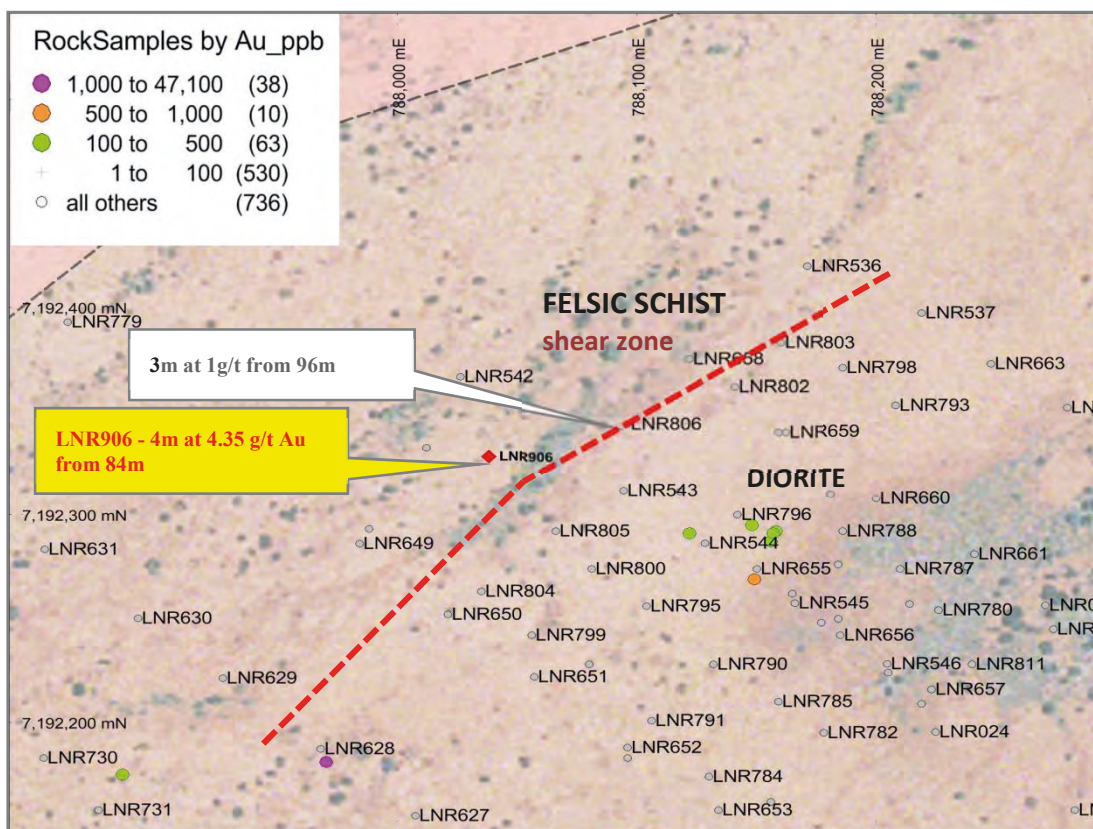 RockSamples by Au_ppb
1,000 to 47,100 (38)
500 to 1,000 (10)
100 to 500 (63)
1 to 100 (530)
all others (736)
788,000 mE
788,100 mE
788,200 mE
LNR536
7,192,400 mN
FELSIC SCHIST
LNR537
LNR779
shear zone
LNR803
LNR658
LNR798
LNR663
3m at 1g/t from 96m
LNR542
LNR802
LNR793
LN
LNR806
LNR659
LNR906 - 4m at 4.35 g/t Au
from 84m
LNR906
DIORITE
LNR543
LNR660
7,192,300 mN
LNR796
LNR805
LNR788
LNR649
LNR544
LNR631
LNR661
LNR800
LNR655
LNR787
LNR804
LNR795
LNR545
LNR780
LNR0
LNR650
LNR630
LNR799
LNR656
LNR
LNR790
LNR546
LNR811
LNR629
LNR651
LNR657
LNR785
7,192,200 mN
LNR791
LNR782
LNR024
LNR730
LNR628
LNR652
LNR784
LNR731
LNR627
LNR653
LN